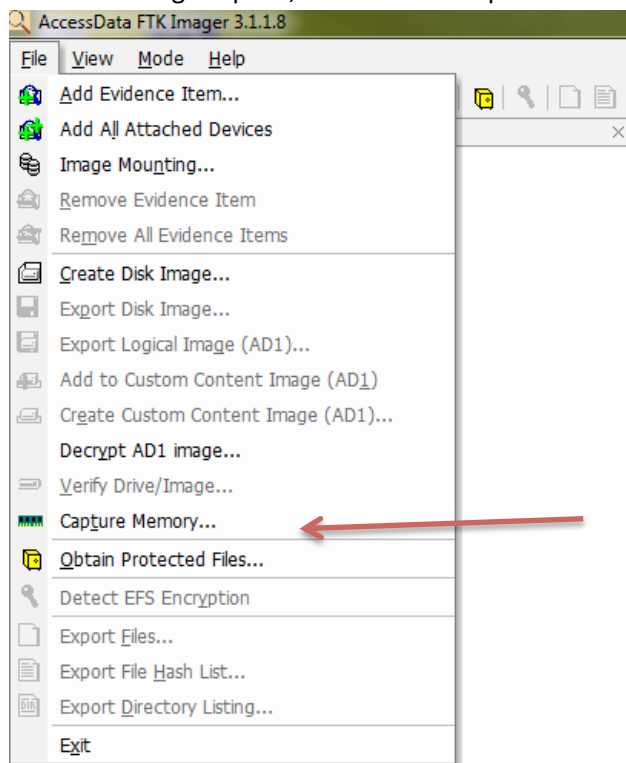 AccessData FTK Imager 3.1.1.8
File View Mode Help
Add Evidence Item...
Add All Attached Devices
Image Mounting...
Remove Evidence Item
Remove All Evidence Items
Create Disk Image...
Export Disk Image...
Export Logical Image (AD1)...
Add to Custom Content Image (AD1)
Create Custom Content Image (AD1)...
Decrypt AD1 image...
Verify Drive/Image...
Capture Memory...
Obtain Protected Files...
Detect EFS Encryption
Export Files...
Export File Hash List...
DIR Export Directory Listing...
Exit